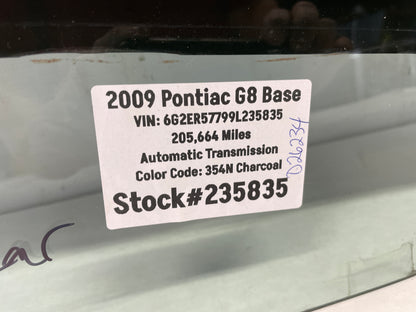 2009 Pontiac G8 Base
VIN: 6G2ER57799L235835
205,664 Miles
Automatic Transmission
Color Code: 354N Charcoal
Stock#235835